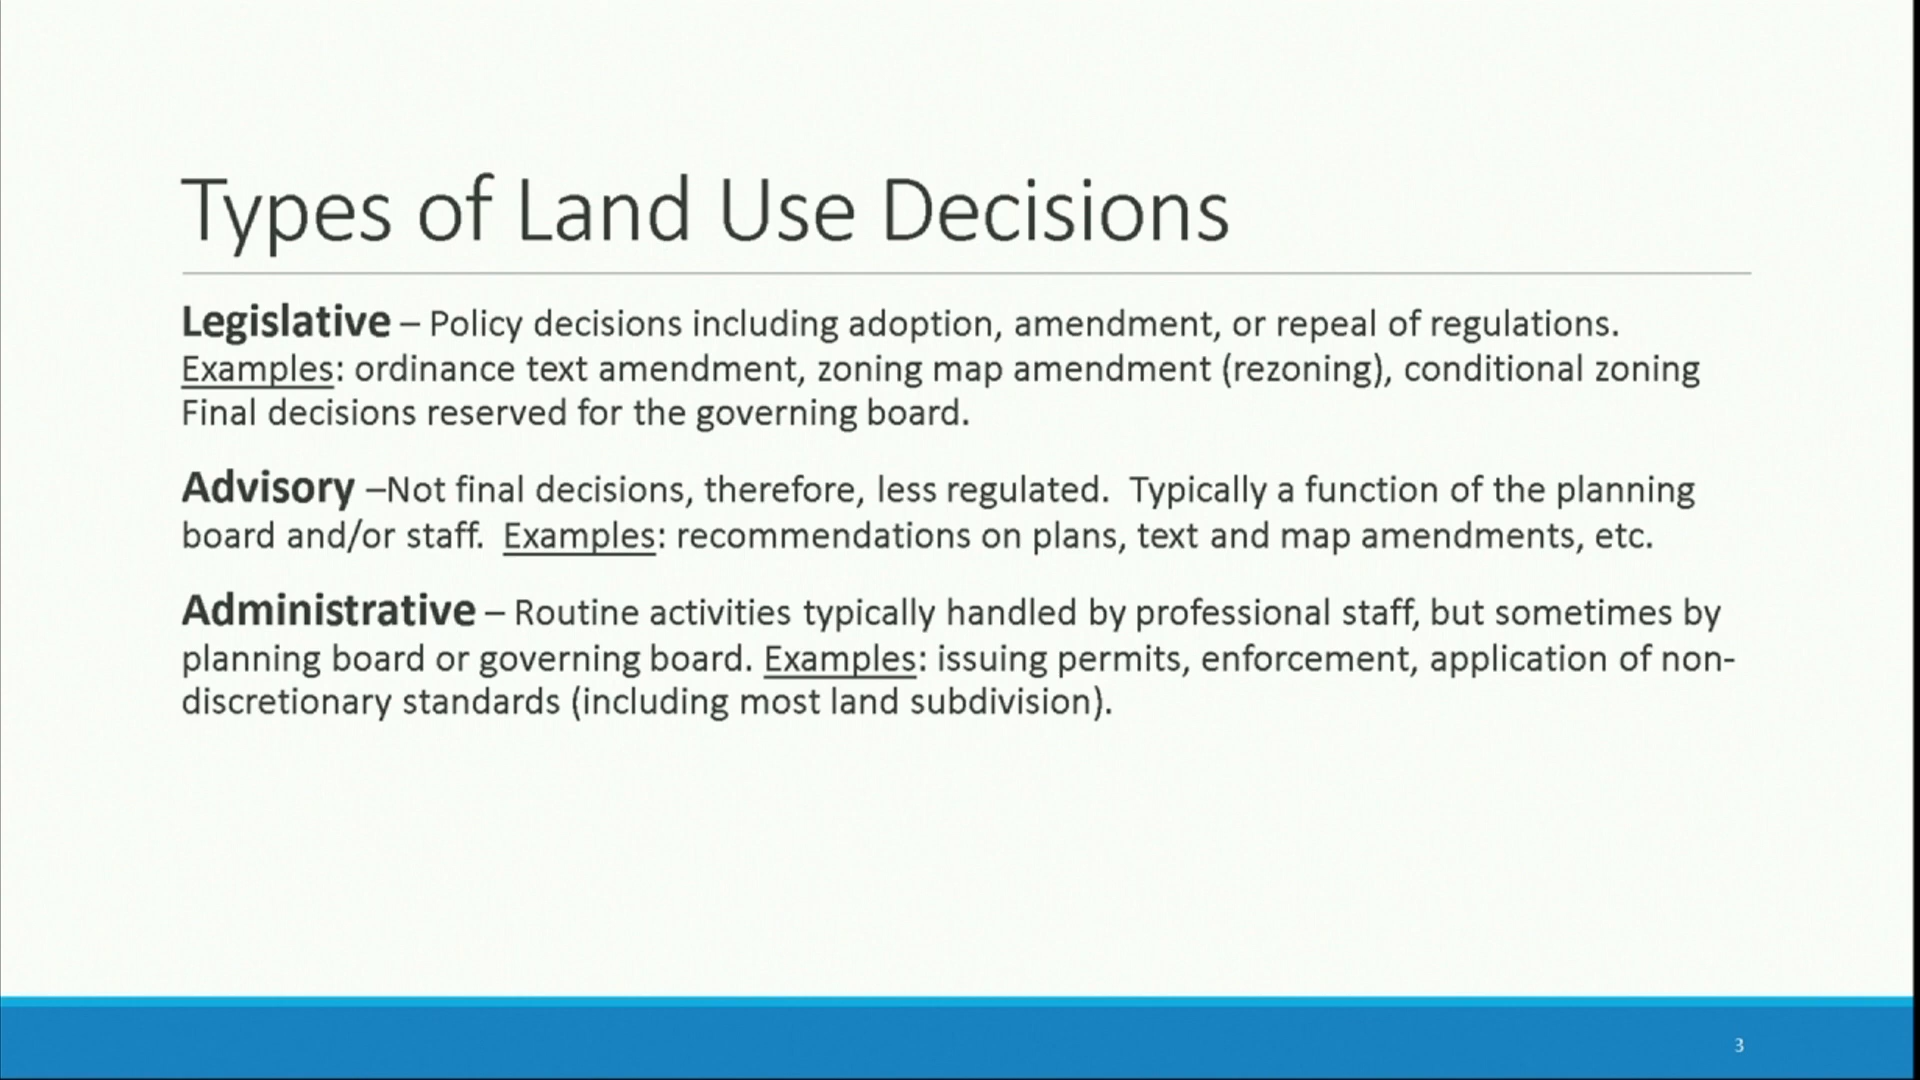 Types of Land Use Decisions
Legislative – Policy decisions including adoption, amendment, or repeal of regulations.
Examples: ordinance text amendment, zoning map amendment (rezoning), conditional zoning
Final decisions reserved for the governing board.
Advisory –Not final decisions, therefore, less regulated.  Typically a function of the planning
board and/or staff.  Examples: recommendations on plans, text and map amendments, etc.
Administrative – Routine activities typically handled by professional staff, but sometimes by
planning board or governing board. Examples: issuing permits, enforcement, application of non-
discretionary standards (including most land subdivision).
3